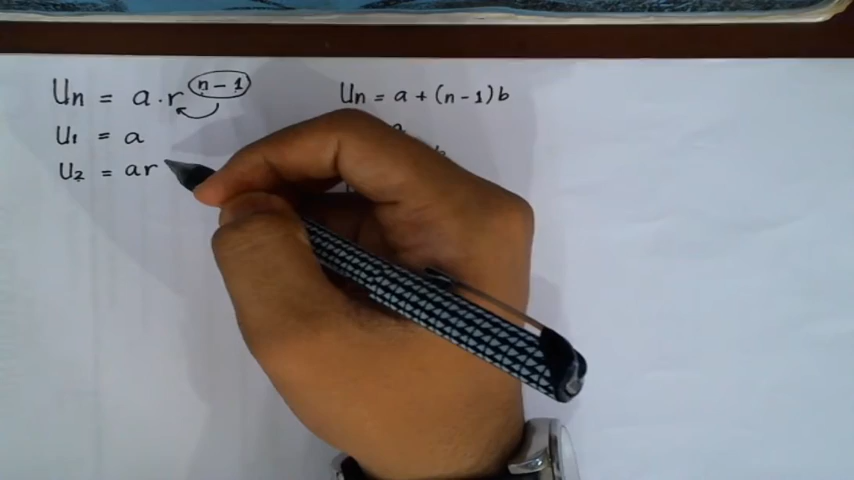 Un = a · r n-1
U1 = a
U2 = ar
Un = a + (n-1)b